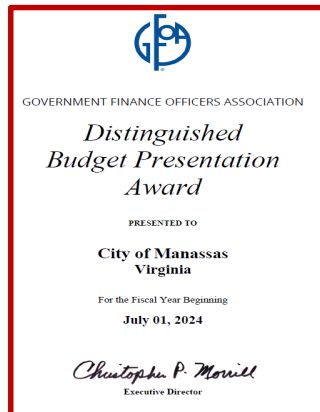 GFOA
GOVERNMENT FINANCE OFFICERS ASSOCIATION
Distinguished
Budget Presentation
Award
PRESENTED TO
City of Manassas
Virginia
For the Fiscal Year Beginning
July 01, 2024
Christopher P. Morrill
Executive Director